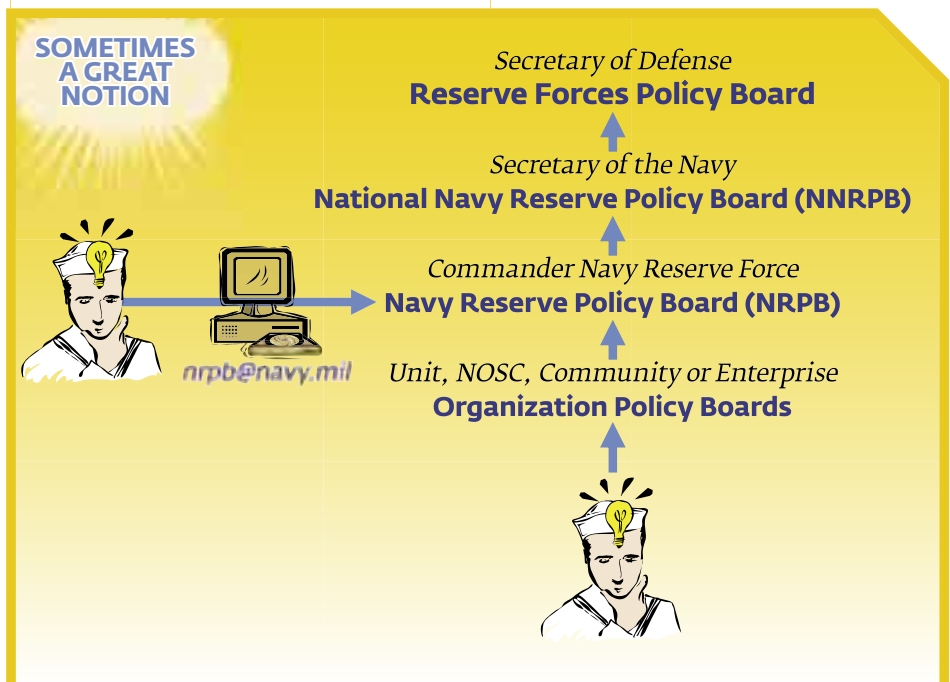 SOMETIMES
A GREAT
NOTION
Secretary of Defense
Reserve Forces Policy Board
Secretary of the Navy
National Navy Reserve Policy Board (NNRPB)
Commander Navy Reserve Force
Navy Reserve Policy Board (NRPB)
nrpb@navy.mil
Unit, NOSC, Community or Enterprise
Organization Policy Boards